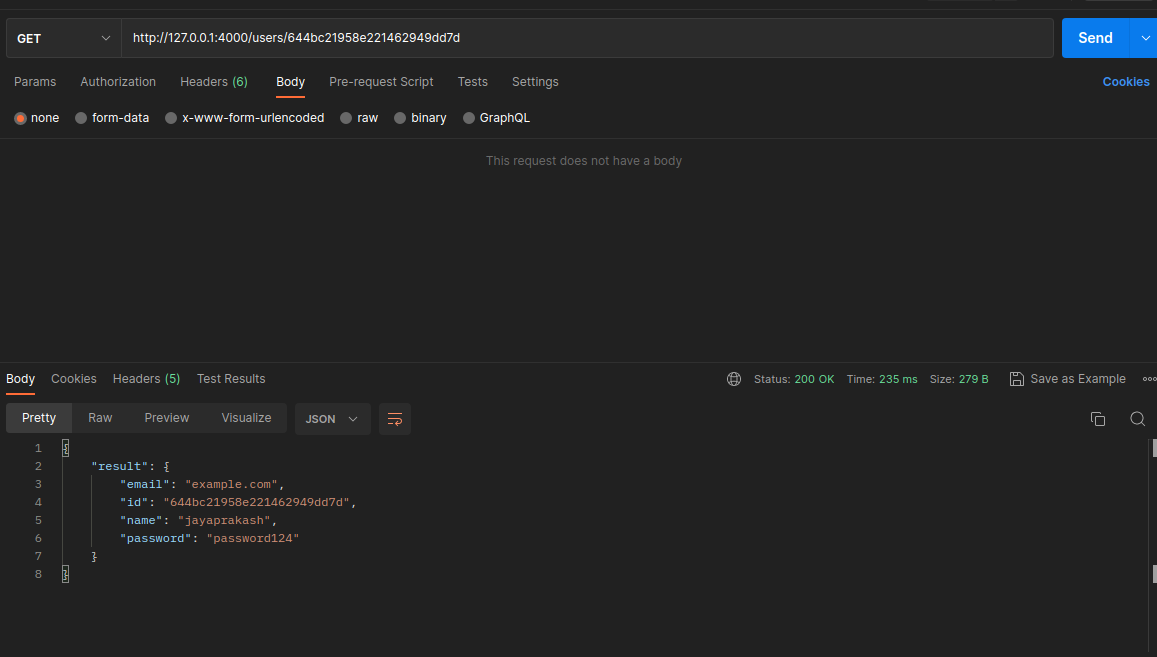 GET http://127.0.0.1:4000/users/644bc21958e221462949dd7d Send
Params Authorization Headers (6) Body Pre-request Script Tests Settings Cookies
none form-data x-www-form-urlencoded raw binary GraphQL
This request does not have a body
Body Cookies Headers (5) Test Results Status: 200 OK Time: 235 ms Size: 279 B Save as Example
Pretty Raw Preview Visualize JSON
1 {
2 "result": {
3 "email": "example.com",
4 "id": "644bc21958e221462949dd7d",
5 "name": "jayaprakash",
6 "password": "password124"
7 }
8 }